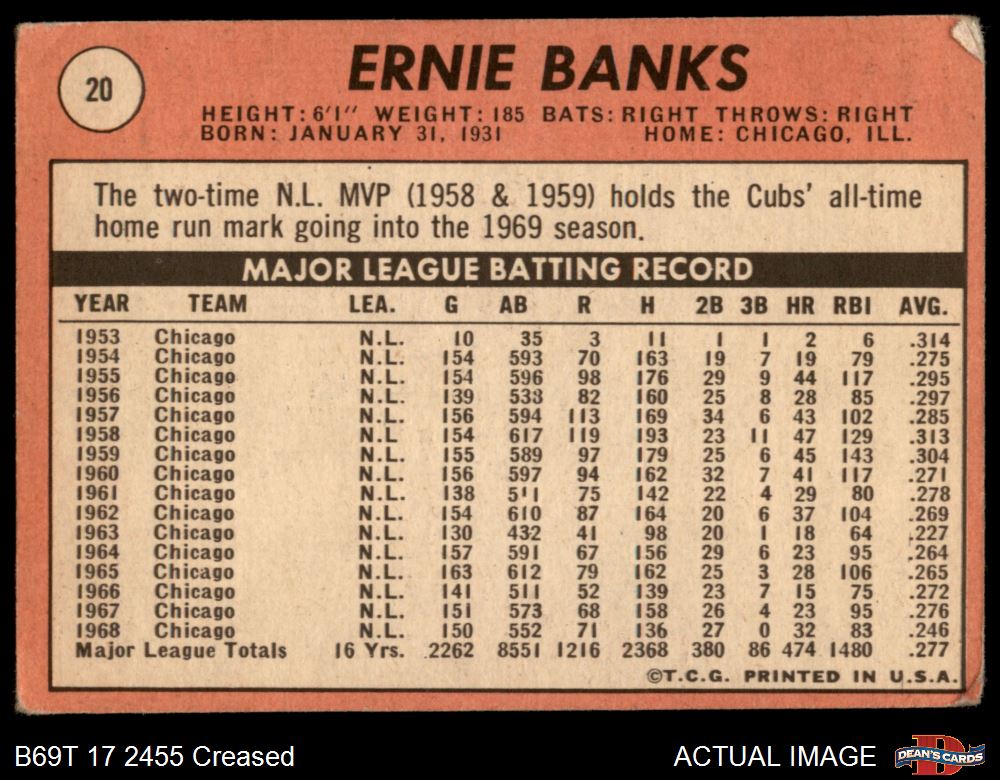 20
ERNIE BANKS
HEIGHT: 6'1" WEIGHT: 185 BATS: RIGHT THROWS: RIGHT
BORN: JANUARY 31, 1931 HOME: CHICAGO, ILL.
The two-time N.L. MVP (1958 & 1959) holds the Cubs' all-time
home run mark going into the 1969 season.
MAJOR LEAGUE BATTING RECORD
YEAR TEAM LEA. G AB R H 2B 3B HR RBI AVG.
1953 Chicago N.L. 10 35 3 11 1 1 2 6 .314
1954 Chicago N.L. 154 593 70 163 19 7 19 79 .275
1955 Chicago N.L. 154 596 98 176 29 9 44 117 .295
1956 Chicago N.L. 139 538 82 160 25 8 28 85 .297
1957 Chicago N.L. 156 594 113 169 34 6 43 102 .285
1958 Chicago N.L 154 617 119 193 23 11 47 129 .313
1959 Chicago N.L. 155 589 97 179 25 6 45 143 .304
1960 Chicago N.L. 156 597 94 162 32 7 41 117 .271
1961 Chicago N.L. 138 511 75 142 22 4 29 80 .278
1962 Chicago N.L. 154 610 87 164 20 6 37 104 .269
1963 Chicago N.L. 130 432 41 98 20 1 18 64 .227
1964 Chicago N.L. 157 591 67 156 29 6 23 95 .264
1965 Chicago N.L. 163 612 79 162 25 3 28 106 .265
1966 Chicago N.L. 141 511 52 139 23 7 15 75 .272
1967 Chicago N.L. 151 573 68 158 26 4 23 95 .276
1968 Chicago N.L. 150 552 71 136 27 0 32 83 .246
Major League Totals 16 Yrs. 2262 8551 1216 2368 380 86 474 1480 .277
©T.C.G. PRINTED IN U.S.A.
B69T 17 2455 Creased ACTUAL IMAGE DEAN'S CARDS